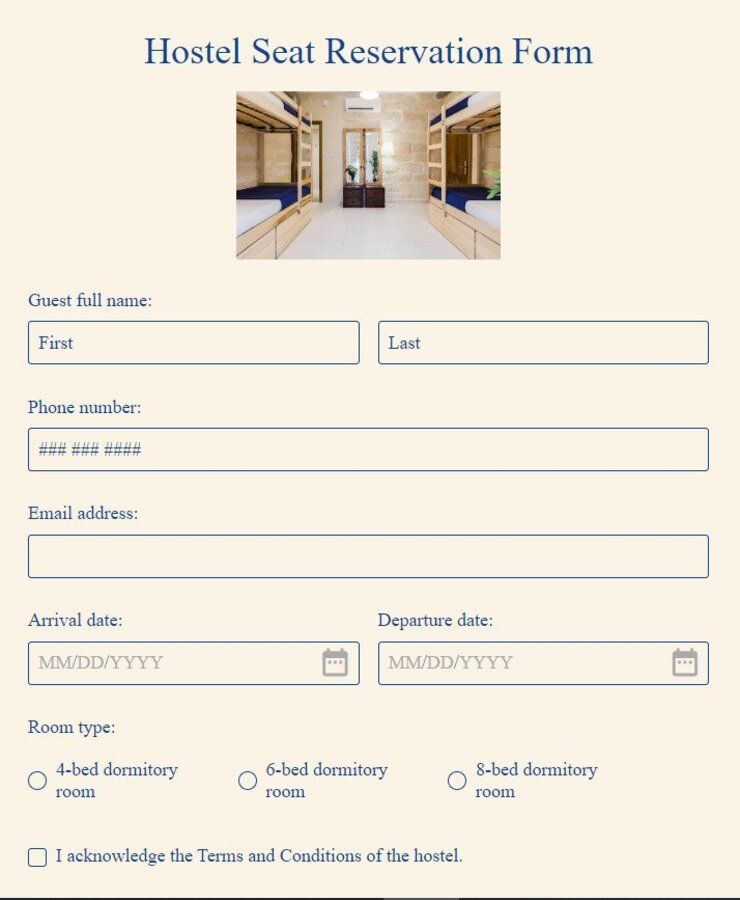 Hostel Seat Reservation Form
Guest full name:
First
Last
Phone number:
### ### ####
Email address:
Arrival date:
Departure date:
MM/DD/YYYY
MM/DD/YYYY
Room type:
4-bed dormitory
room
6-bed dormitory
room
8-bed dormitory
room
I acknowledge the Terms and Conditions of the hostel.